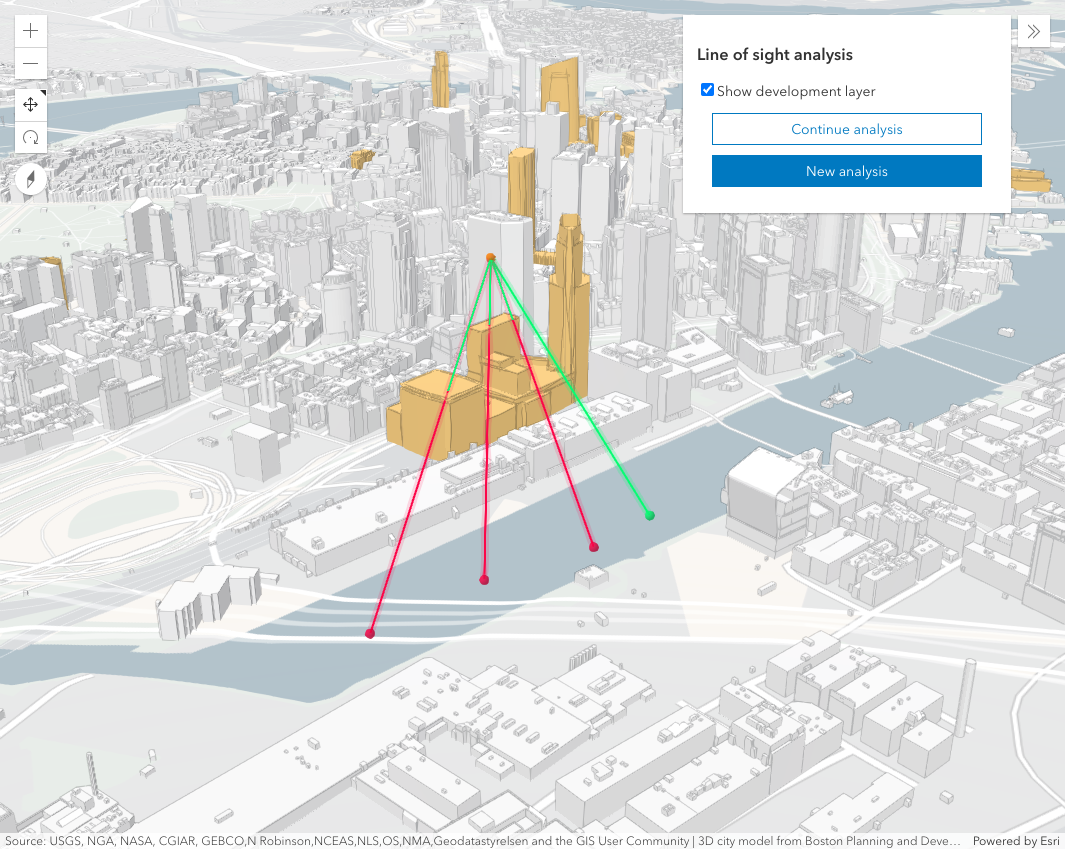 Line of sight analysis
Show development layer
Continue analysis
New analysis
Source: USGS, NGA, NASA, CGIAR, GEBCO,N Robinson,NCEAS,NLS,OS,NMA,Geodatastyrelsen and the GIS User Community | 3D city model from Boston Planning and Deve… Powered by Esri